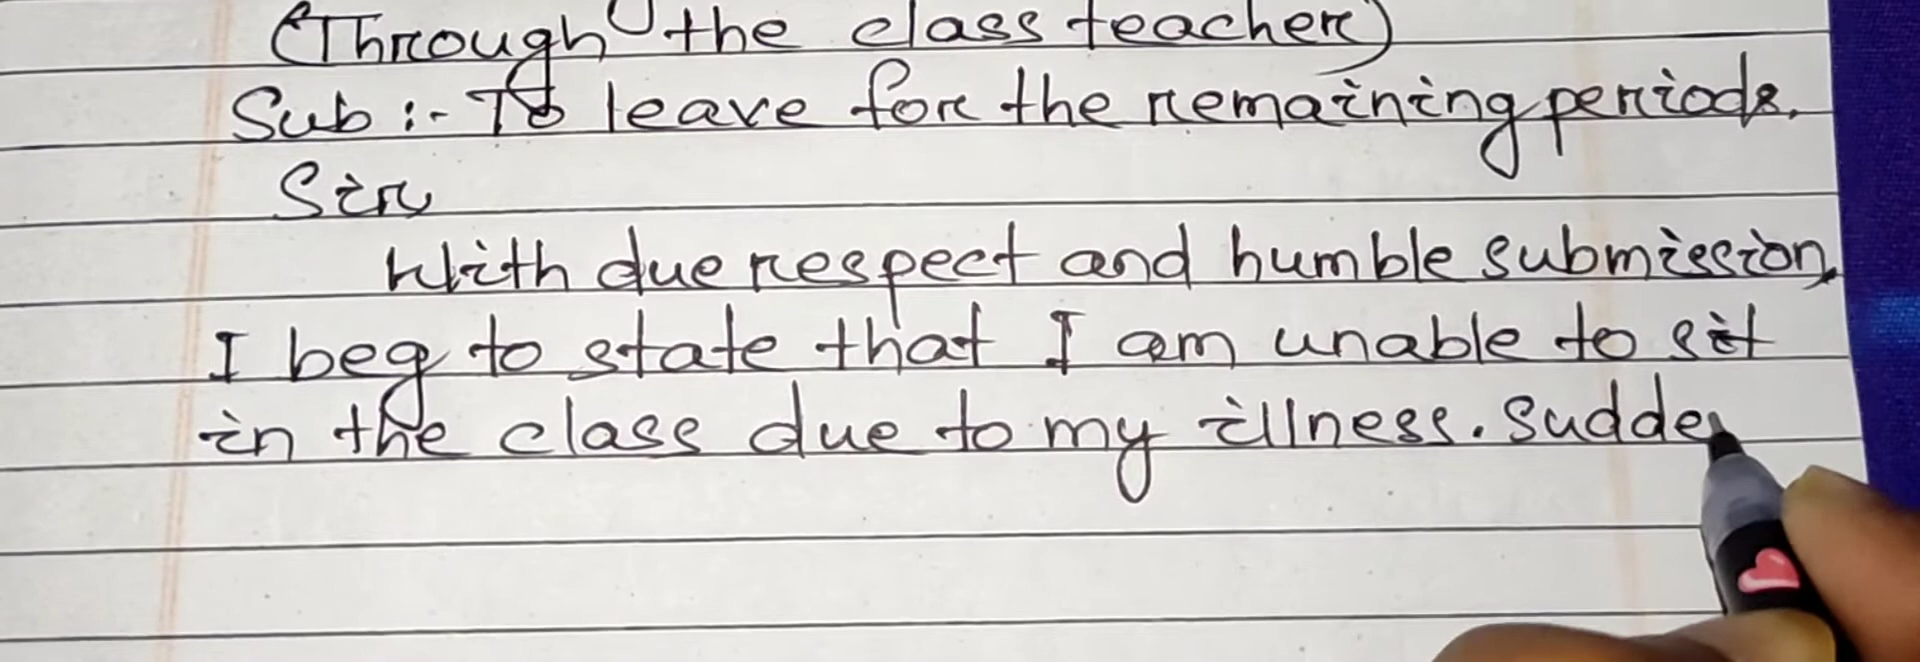 (Through the class teacher)
Sub :- To leave for the remaining periods.
Sir
With due respect and humble submission,
I beg to state that I am unable to sit
in the class due to my illness. Sudde